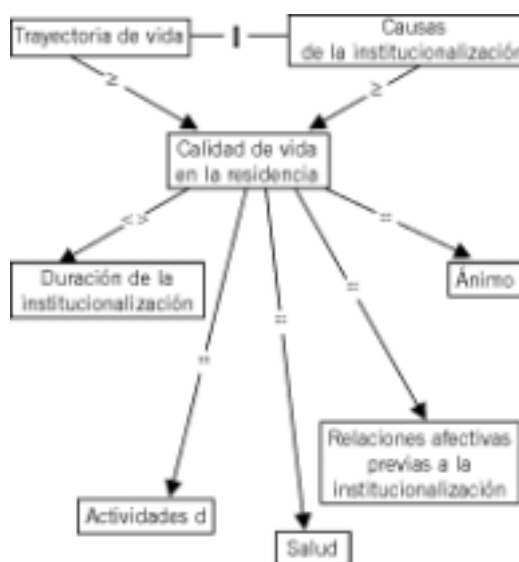 Trayectoria de vida
Causas
de la institucionalización
≥
≥
Calidad de vida
en la residencia
< >
=
Duración de la
institucionalización
Ánimo
=
=
=
Relaciones afectivas
previas a la
institucionalización
Actividades d
Salud